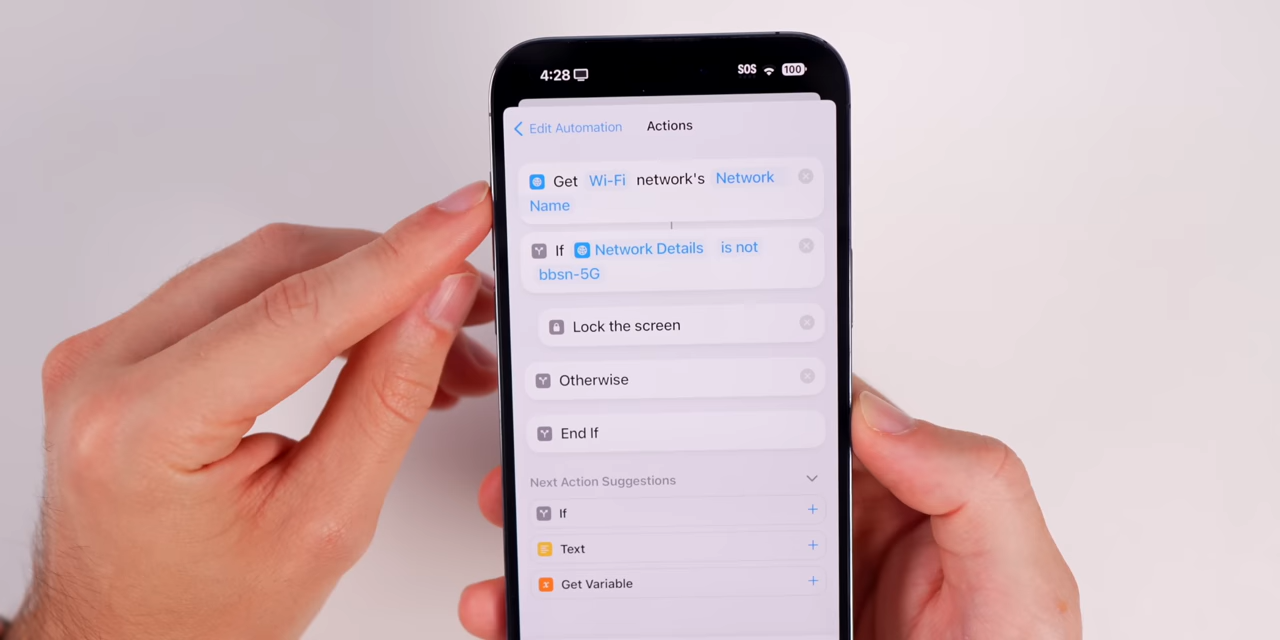 4:28
SOS 100
Edit Automation Actions
Get Wi-Fi network's Network
Name
If Network Details is not
bbsn-5G
Lock the screen
Otherwise
End If
Next Action Suggestions
If
Text
Get Variable